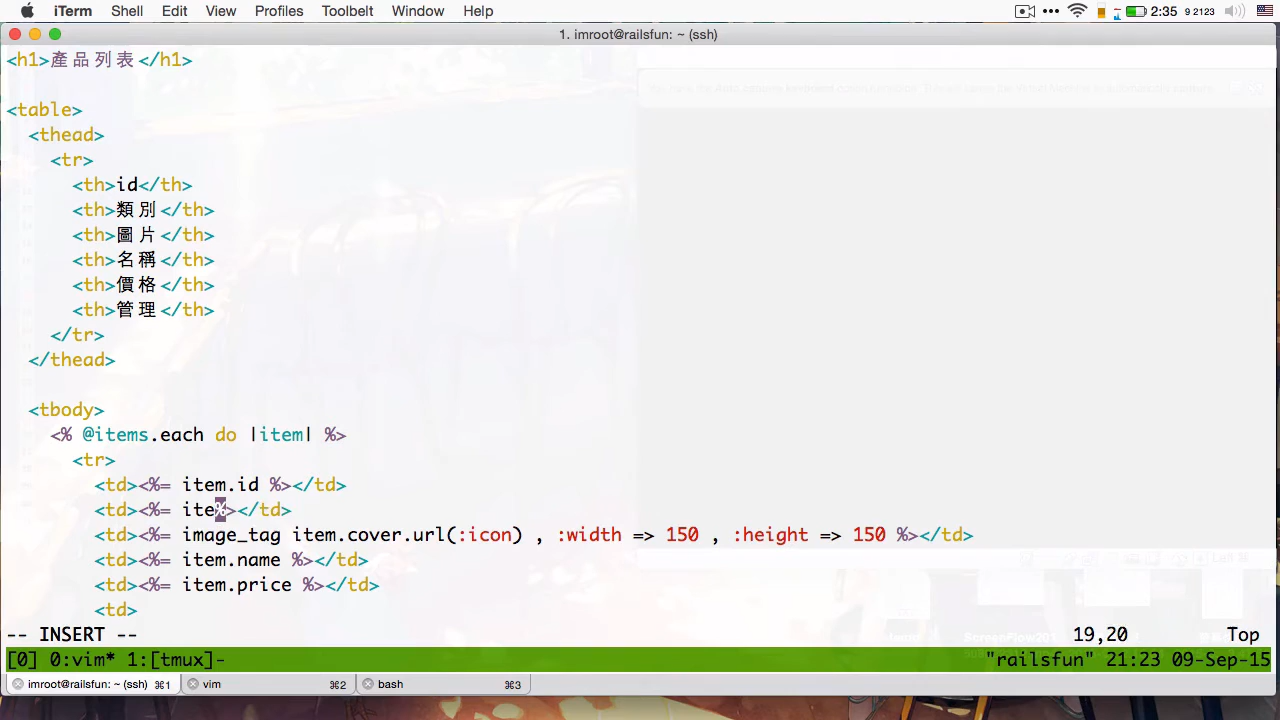 iTerm Shell Edit View Profiles Toolbelt Window Help 2:35 9 2123
1. imroot@railsfun: ~ (ssh)
<h1>產品列表</h1>
<table>
<thead>
<tr>
<th>id</th>
<th>類別</th>
<th>圖片</th>
<th>名稱</th>
<th>價格</th>
<th>管理</th>
</tr>
</thead>
<tbody>
<% @items.each do |item| %>
<tr>
<td><%= item.id %></td>
<td><%= ite%></td>
<td><%= image_tag item.cover.url(:icon) , :width => 150 , :height => 150 %></td>
<td><%= item.name %></td>
<td><%= item.price %></td>
<td>
-- INSERT -- 19,20 Top
[0] 0:vim* 1:[tmux]- "railsfun" 21:23 09-Sep-15
imroot@railsfun: ~ (ssh) ⌘1 vim ⌘2 bash ⌘3